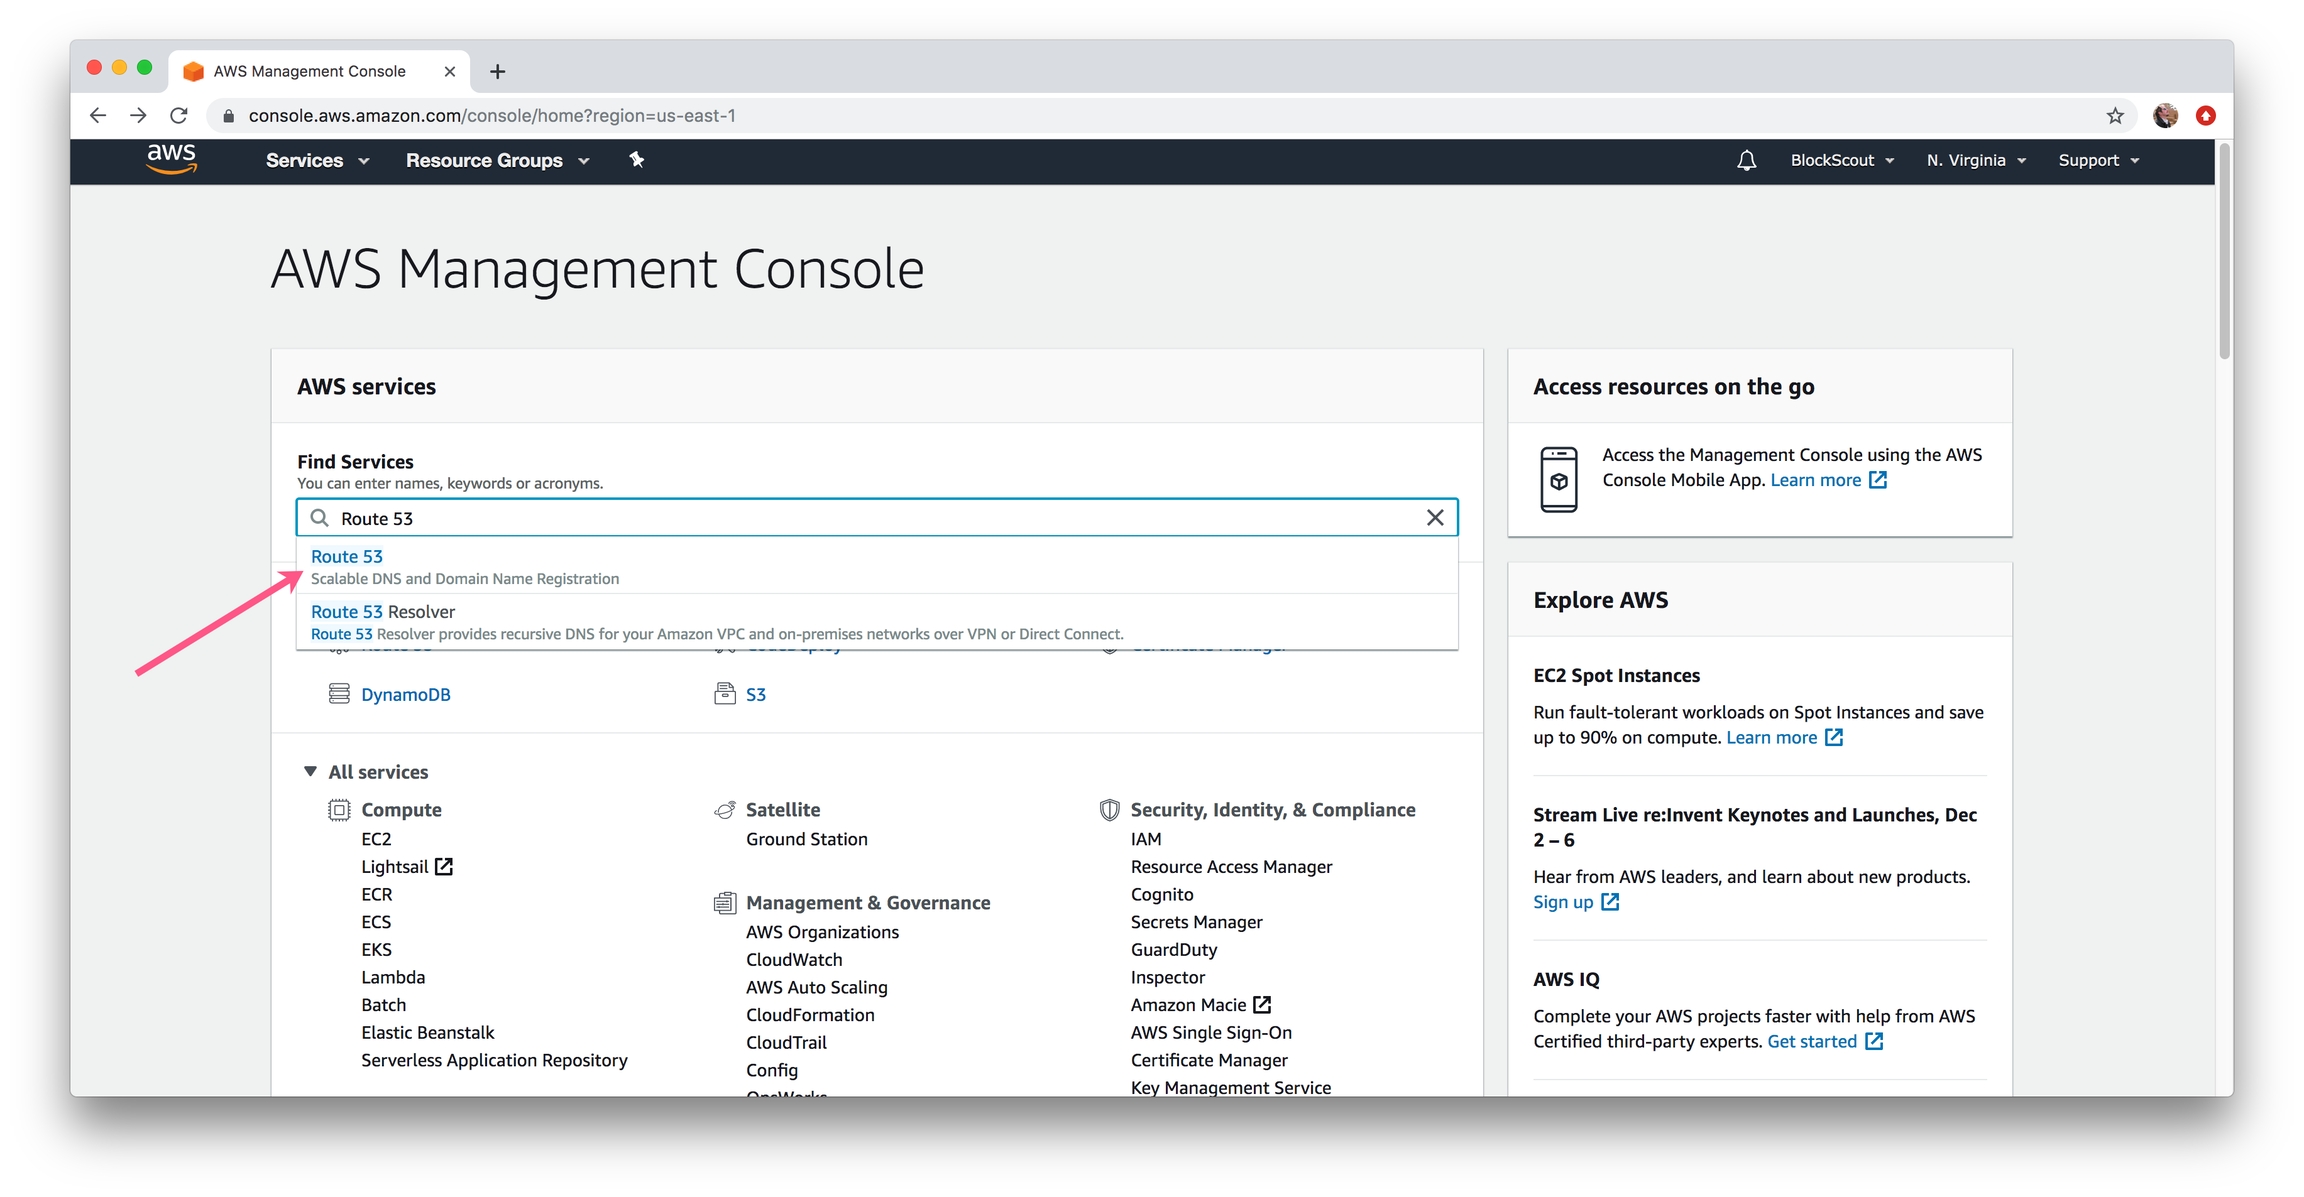 AWS Management Console
console.aws.amazon.com/console/home?region=us-east-1
aws
Services
Resource Groups
BlockScout
N. Virginia
Support
AWS Management Console
AWS services
Find Services
You can enter names, keywords or acronyms.
Route 53
Route 53
Scalable DNS and Domain Name Registration
Route 53 Resolver
Route 53 Resolver provides recursive DNS for your Amazon VPC and on-premises networks over VPN or Direct Connect.
DynamoDB
S3
All services
Compute
EC2
Lightsail
ECR
ECS
EKS
Lambda
Batch
Elastic Beanstalk
Serverless Application Repository
Satellite
Ground Station
Management & Governance
AWS Organizations
CloudWatch
AWS Auto Scaling
CloudFormation
CloudTrail
Config
OpsWorks
Security, Identity, & Compliance
IAM
Resource Access Manager
Cognito
Secrets Manager
GuardDuty
Inspector
Amazon Macie
AWS Single Sign-On
Certificate Manager
Key Management Service
Access resources on the go
Access the Management Console using the AWS
Console Mobile App. Learn more
Explore AWS
EC2 Spot Instances
Run fault-tolerant workloads on Spot Instances and save
up to 90% on compute. Learn more
Stream Live re:Invent Keynotes and Launches, Dec
2 – 6
Hear from AWS leaders, and learn about new products.
Sign up
AWS IQ
Complete your AWS projects faster with help from AWS
Certified third-party experts. Get started